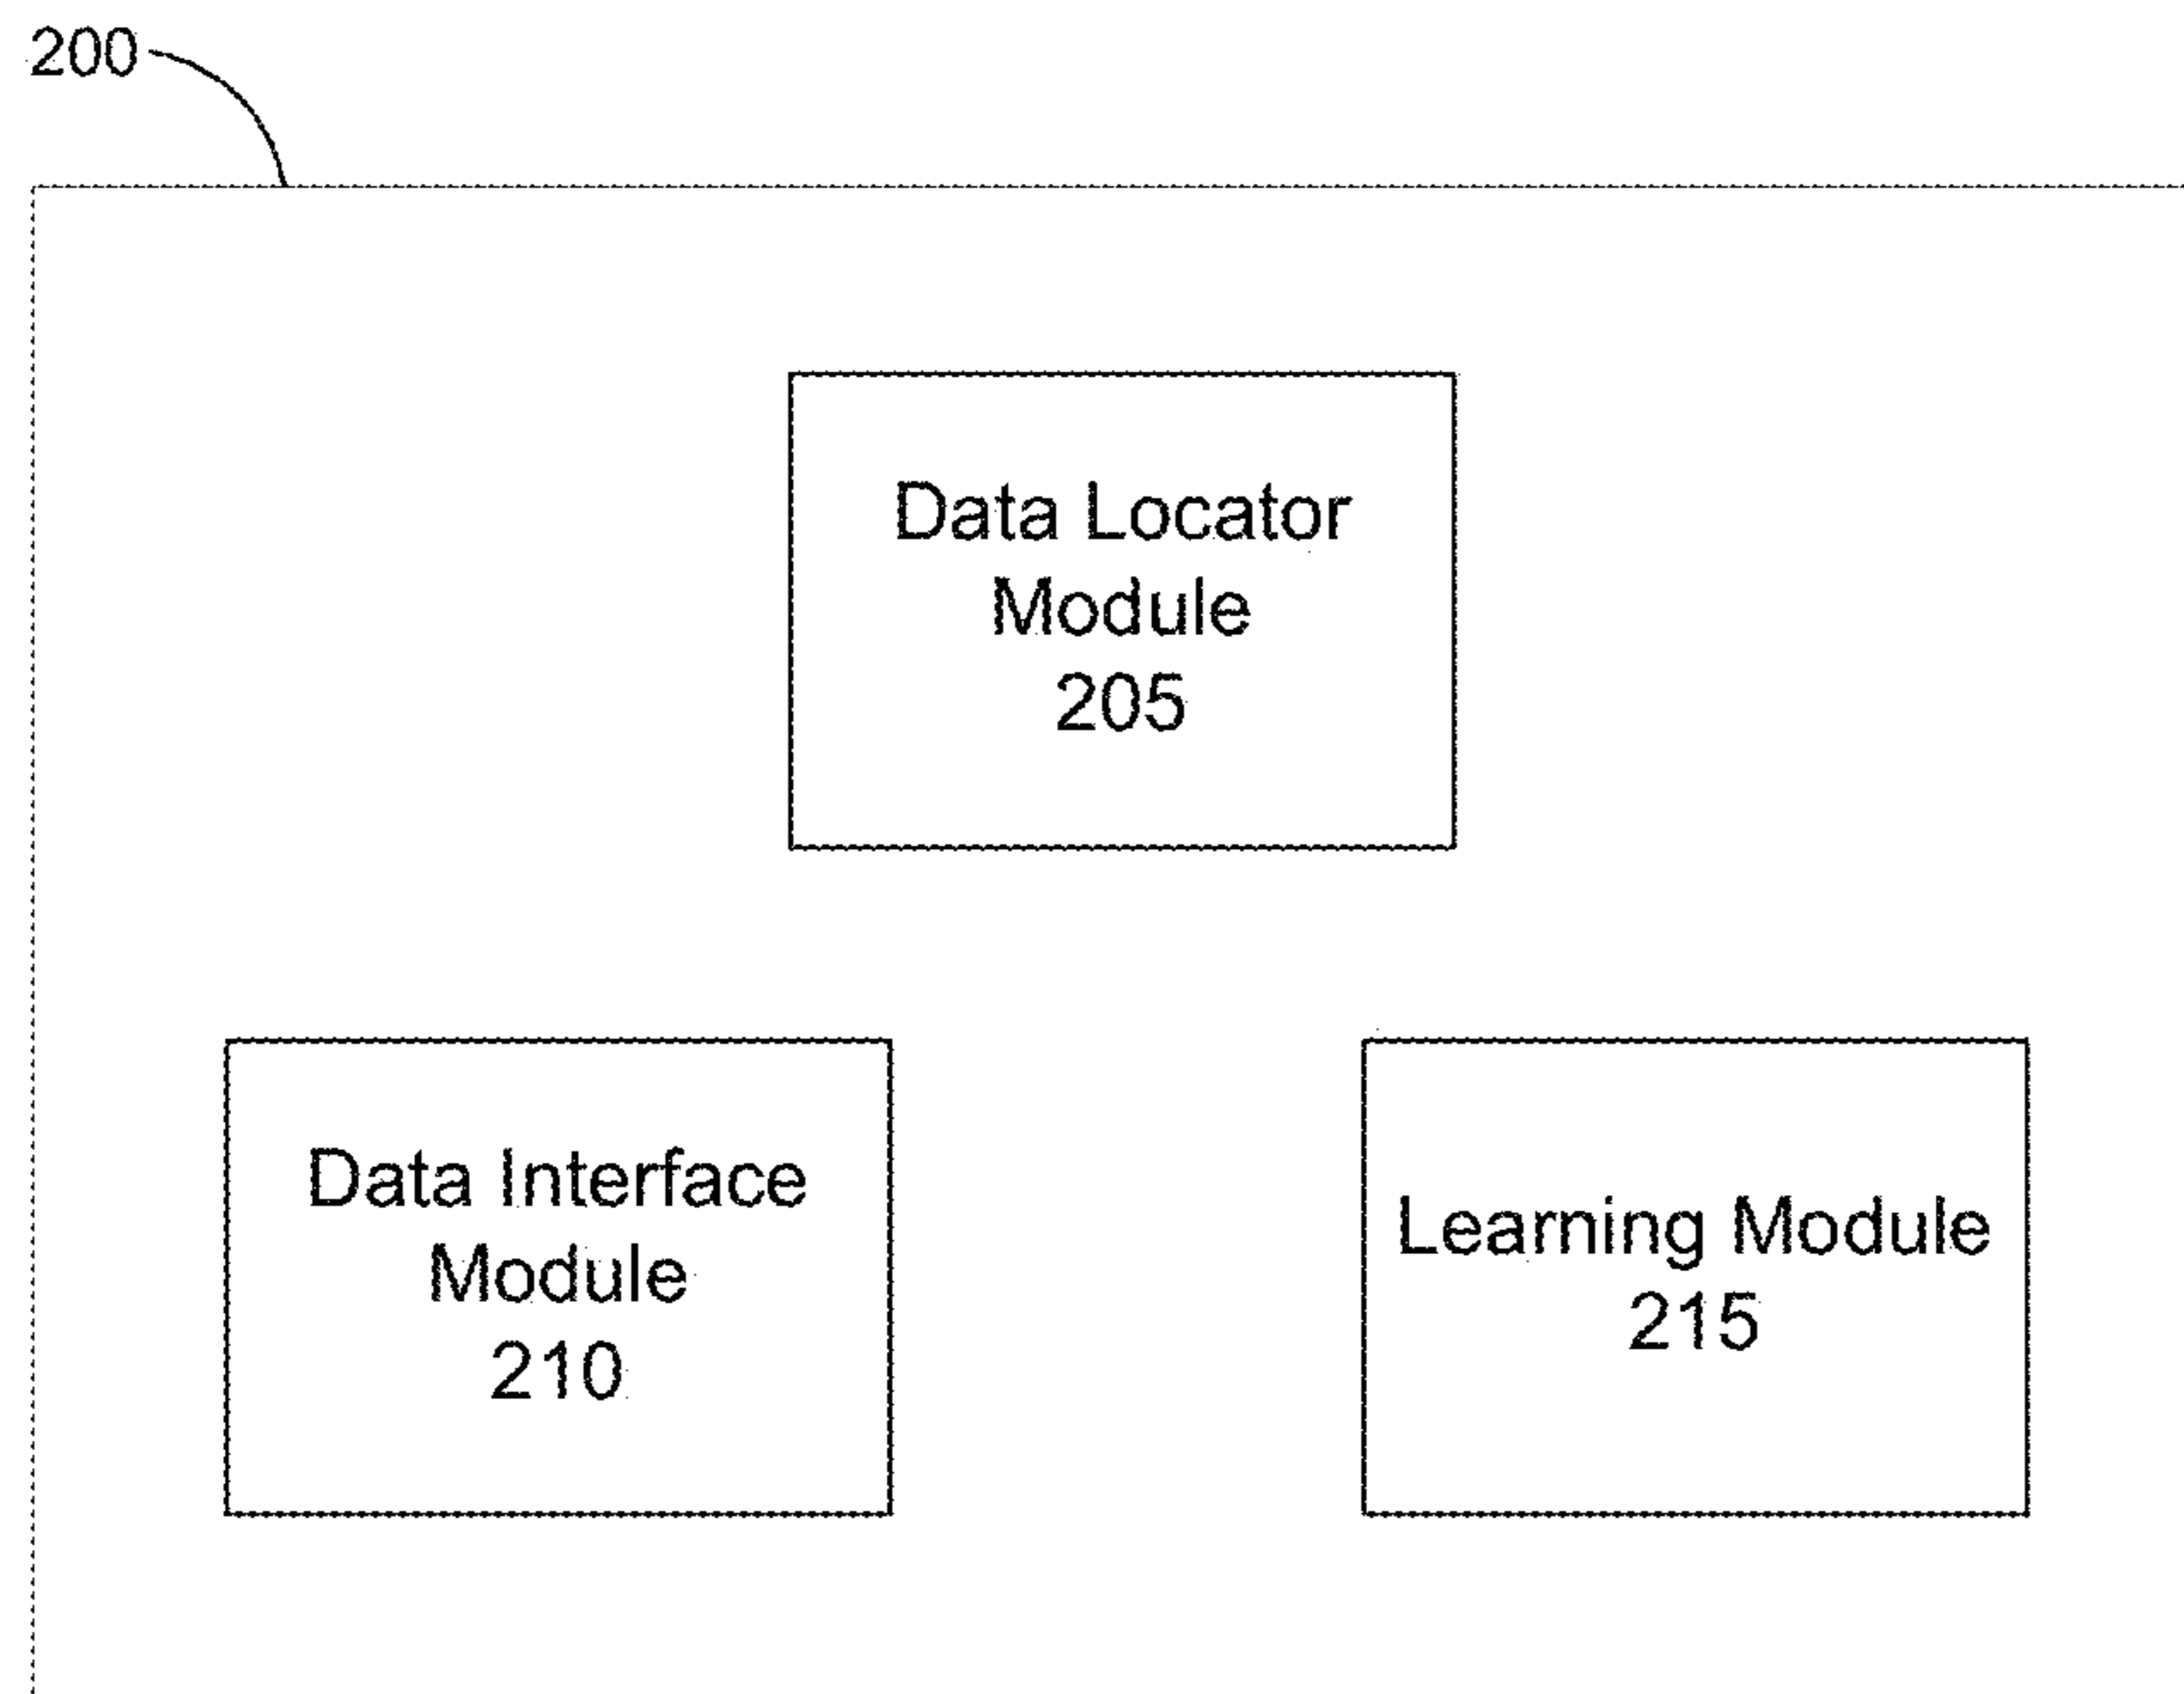 200
Data Locator
Module
205
Data Interface
Module
210
Learning Module
215